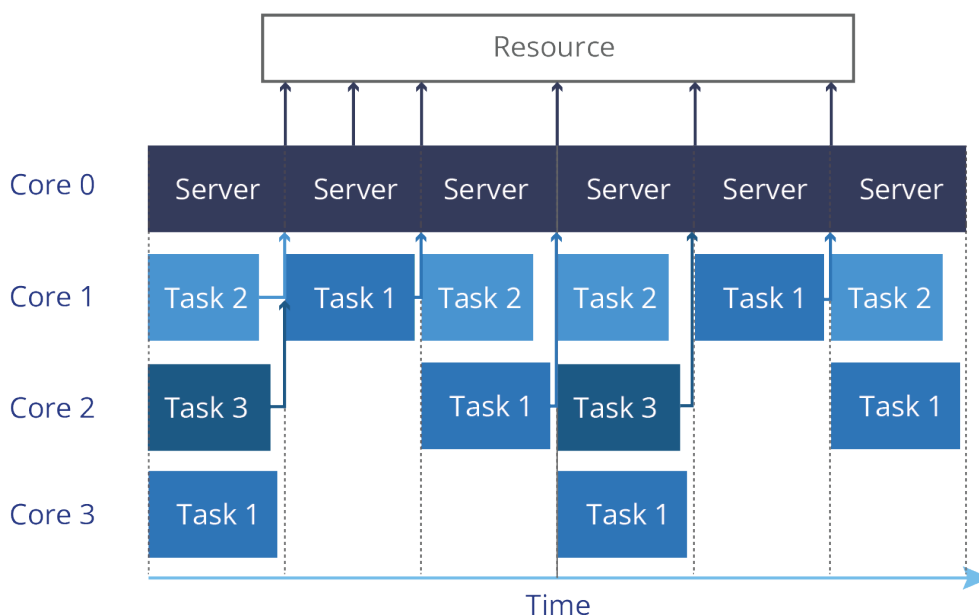 Resource
Core 0
Server Server Server Server Server Server
Core 1
Task 2 Task 1 Task 2 Task 2 Task 1 Task 2
Core 2
Task 3 Task 1 Task 3 Task 1
Core 3
Task 1 Task 1
Time